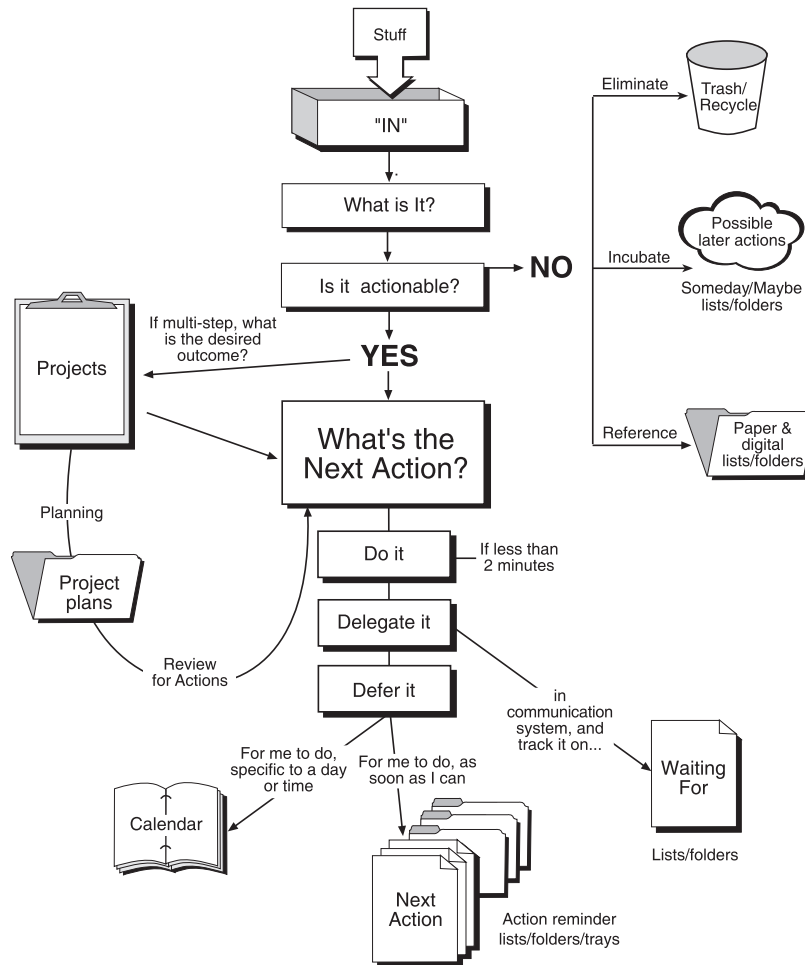 Stuff
"IN"
What is It?
Is it actionable?
NO
Eliminate
Trash/
Recycle
Incubate
Possible
later actions
Someday/Maybe
lists/folders
Reference
Paper &
digital
lists/folders
YES
If multi-step, what
is the desired
outcome?
Projects
What's the
Next Action?
Planning
Project
plans
Review
for Actions
Do it
If less than
2 minutes
Delegate it
Defer it
in
communication
system, and
track it on...
Waiting
For
Lists/folders
For me to do,
specific to a day
or time
Calendar
For me to do, as
soon as I can
Next
Action
Action reminder
lists/folders/trays